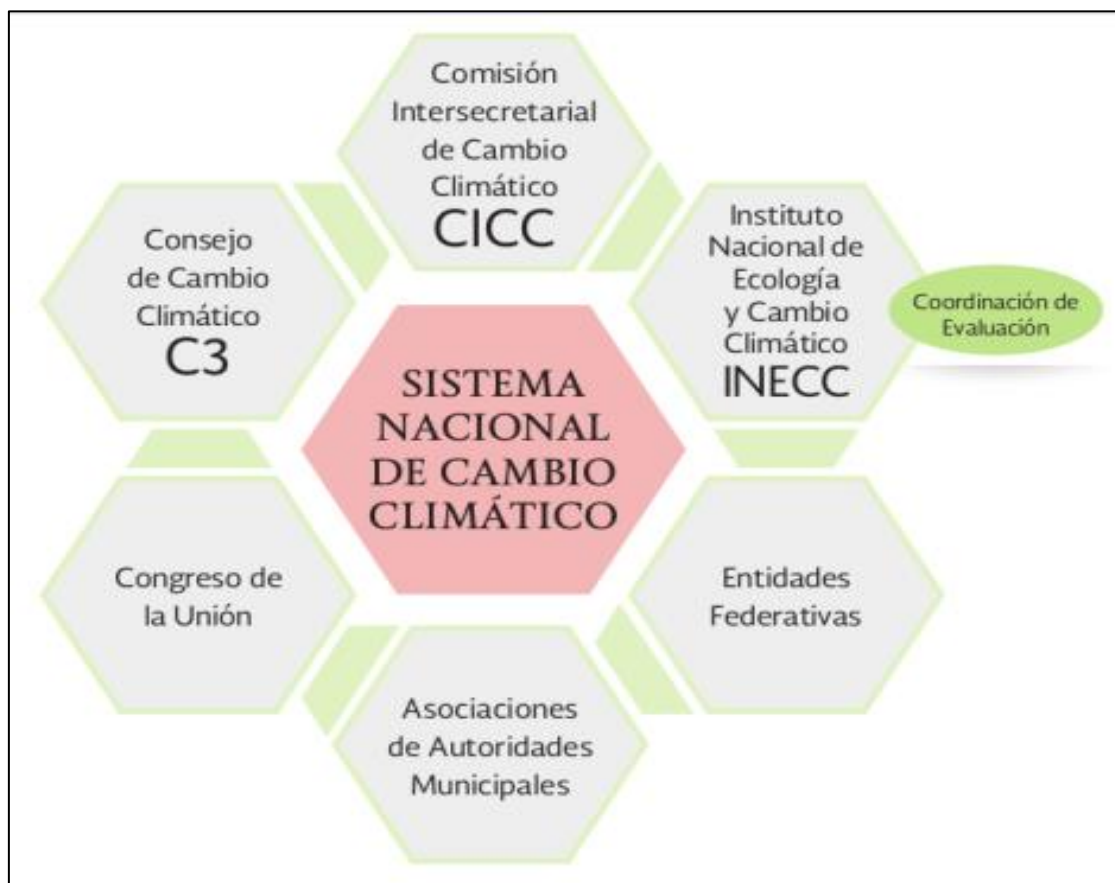 Comisión
Intersecretarial
de Cambio
Climático
CICC
Instituto
Nacional de
Ecología
y Cambio
Climático
INECC
Coordinación de
Evaluación
Consejo
de Cambio
Climático
C3
SISTEMA
NACIONAL
DE CAMBIO
CLIMÁTICO
Congreso de
la Unión
Entidades
Federativas
Asociaciones
de Autoridades
Municipales